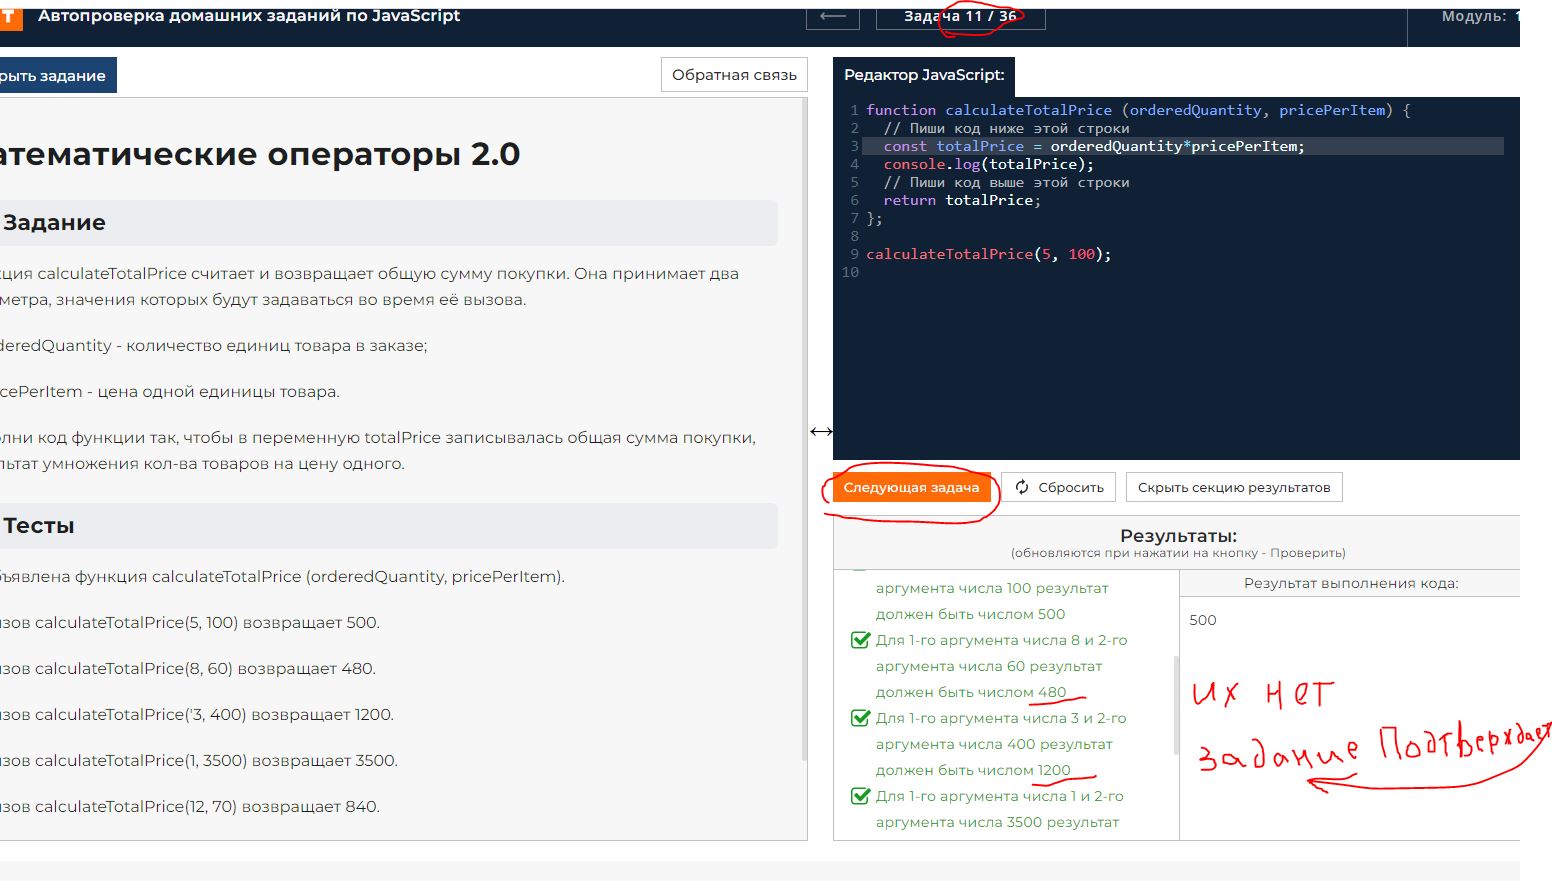 Т Автопроверка домашних заданий по JavaScript
← Задача 11 / 36
Модуль: 1
рыть задание
Обратная связь
атематические операторы 2.0
Задание
кция calculateTotalPrice считает и возвращает общую сумму покупки. Она принимает два
метра, значения которых будут задаваться во время её вызова.
deredQuantity - количество единиц товара в заказе;
cePerItem - цена одной единицы товара.
лни код функции так, чтобы в переменную totalPrice записывалась общая сумма покупки,
льтат умножения кол-ва товаров на цену одного.
Тесты
бъявлена функция calculateTotalPrice (orderedQuantity, pricePerItem).
зов calculateTotalPrice(5, 100) возвращает 500.
зов calculateTotalPrice(8, 60) возвращает 480.
зов calculateTotalPrice('3, 400) возвращает 1200.
зов calculateTotalPrice(1, 3500) возвращает 3500.
зов calculateTotalPrice(12, 70) возвращает 840.
Редактор JavaScript:
1 function calculateTotalPrice (orderedQuantity, pricePerItem) {
2 // Пиши код ниже этой строки
3 const totalPrice = orderedQuantity*pricePerItem;
4 console.log(totalPrice);
5 // Пиши код выше этой строки
6 return totalPrice;
7 };
8
9 calculateTotalPrice(5, 100);
10
Следующая задача
Сбросить
Скрыть секцию результатов
Результаты:
(обновляются при нажатии на кнопку - Проверить)
аргумента числа 100 результат
должен быть числом 500
Для 1-го аргумента числа 8 и 2-го
аргумента числа 60 результат
должен быть числом 480
Для 1-го аргумента числа 3 и 2-го
аргумента числа 400 результат
должен быть числом 1200
Для 1-го аргумента числа 1 и 2-го
аргумента числа 3500 результат
Результат выполнения кода:
500
их нет
задание Подтверждает